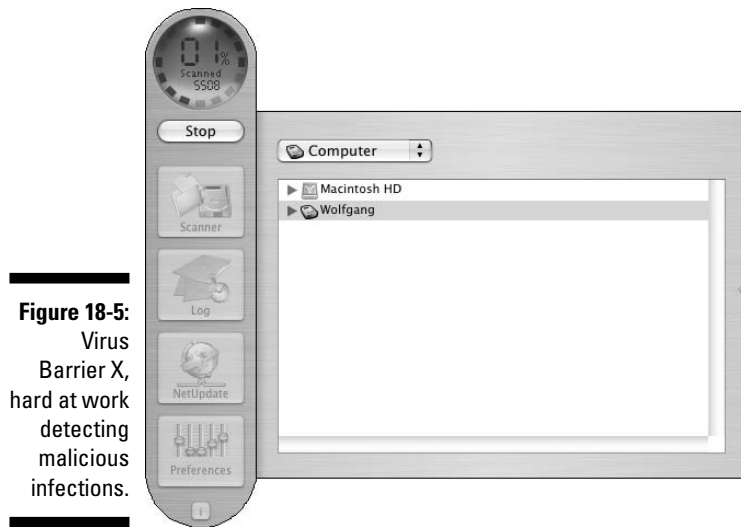 01%
Scanned
5508
Stop
Computer
Macintosh HD
Wolfgang
Scanner
Log
NetUpdate
Preferences
i
Figure 18-5:
Virus
Barrier X,
hard at work
detecting
malicious
infections.